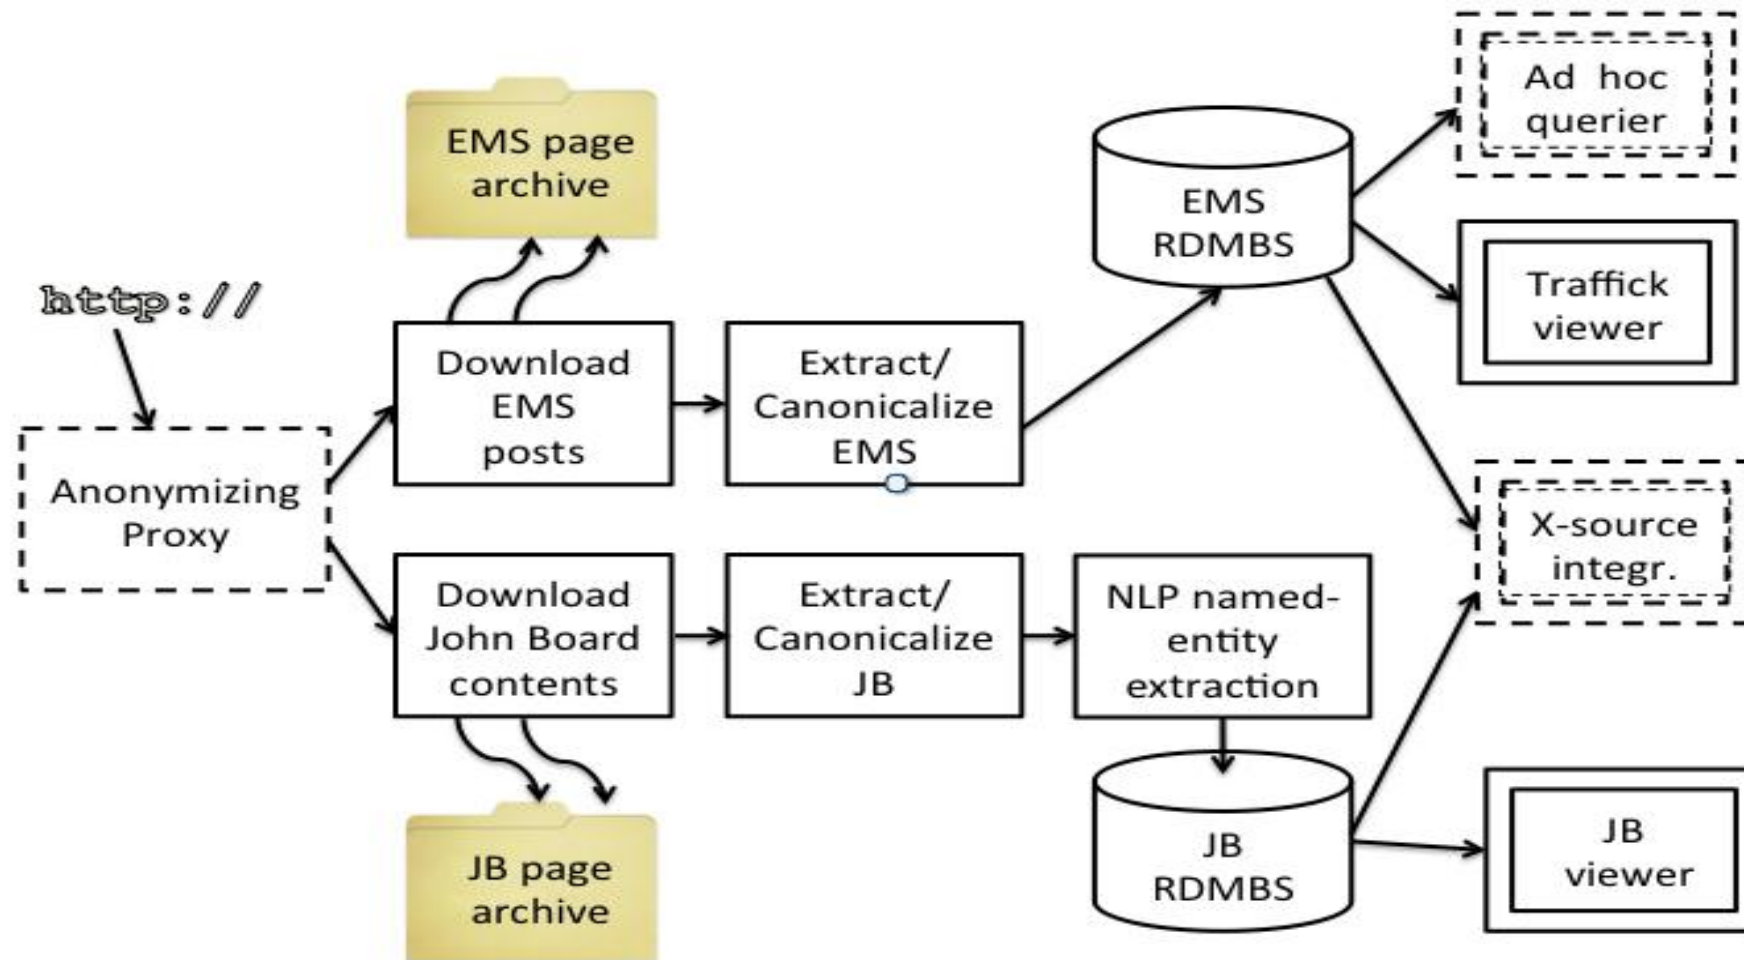 http://
Anonymizing
Proxy
EMS page
archive
Download
EMS
posts
Extract/
Canonicalize
EMS
EMS
RDMBS
Ad hoc
querier
Traffick
viewer
X-source
integr.
Download
John Board
contents
Extract/
Canonicalize
JB
NLP named-
entity
extraction
JB page
archive
JB
RDMBS
JB
viewer